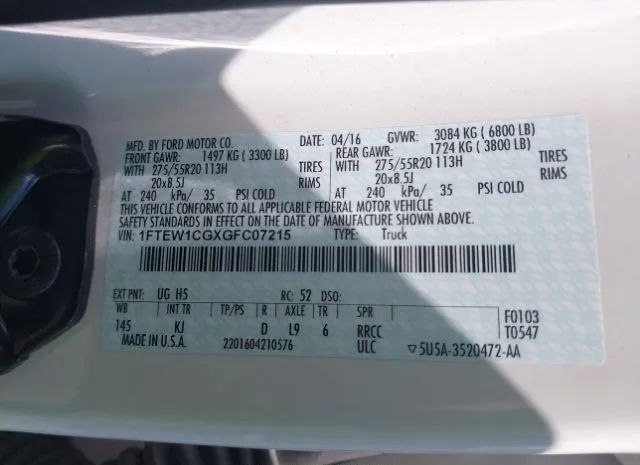 MFD. BY FORD MOTOR CO. DATE: 04/16 GVWR: 3084 KG ( 6800 LB)
FRONT GAWR: 1497 KG ( 3300 LB) REAR GAWR: 1724 KG ( 3800 LB)
WITH 275/55R20 113H TIRES WITH 275/55R20 113H TIRES
20x8.5J RIMS 20x8.5J RIMS
AT 240 kPa/ 35 PSI COLD AT 240 kPa/ 35 PSI COLD
THIS VEHICLE CONFORMS TO ALL APPLICABLE FEDERAL MOTOR VEHICLE
SAFETY STANDARDS IN EFFECT ON THE DATE OF MANUFACTURE SHOWN ABOVE.
VIN: 1FTEW1CGXGFC07215 TYPE: Truck
EXT PNT: UG H5 RC: 52 DSO:
WB INT TR TP/PS R AXLE TR SPR F0103
145 KJ D L9 6 RRCC T0547
MADE IN U.S.A. 2201604210576 ULC ▽5U5A-3520472-AA